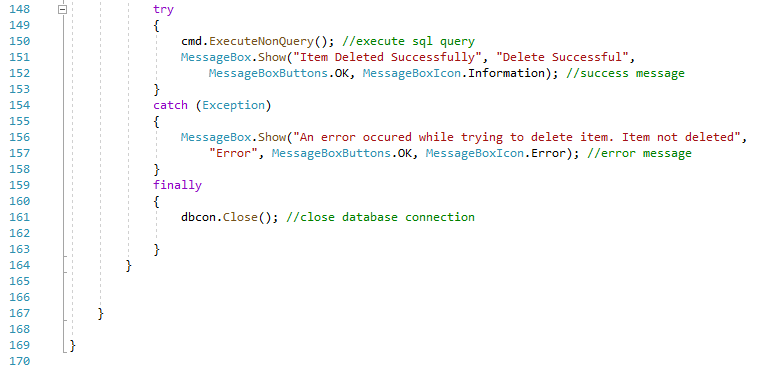 148 try
149 {
150 cmd.ExecuteNonQuery(); //execute sql query
151 MessageBox.Show("Item Deleted Successfully", "Delete Successful",
152 MessageBoxButtons.OK, MessageBoxIcon.Information); //success message
153 }
154 catch (Exception)
155 {
156 MessageBox.Show("An error occured while trying to delete item. Item not deleted",
157 "Error", MessageBoxButtons.OK, MessageBoxIcon.Error); //error message
158 }
159 finally
160 {
161 dbcon.Close(); //close database connection
162
163 }
164 }
165
166
167 }
168
169 }
170